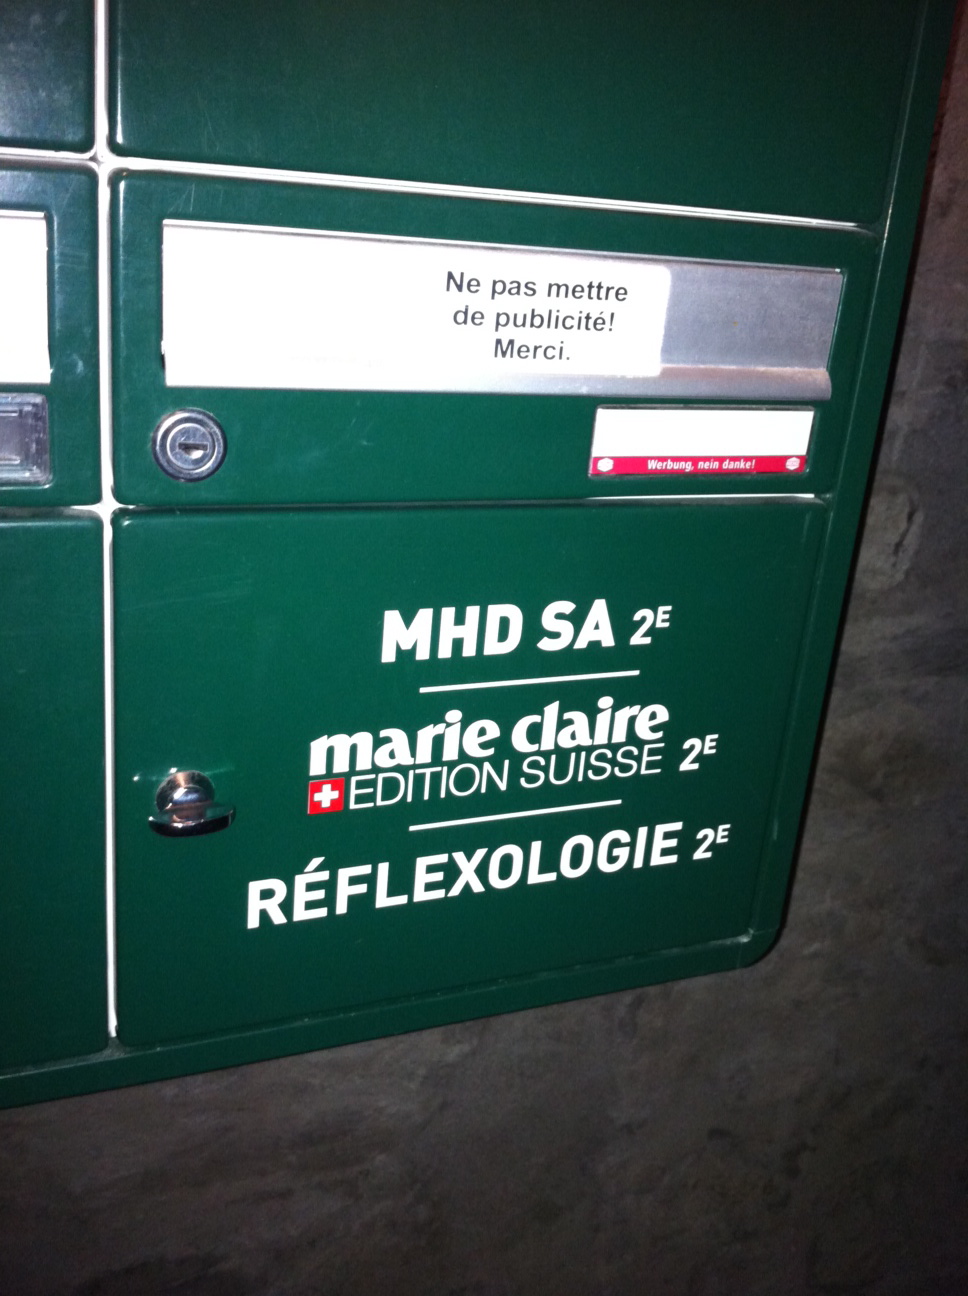 Ne pas mettre
de publicité!
Merci.
Werbung, nein danke!
MHD SA 2E
marie claire
EDITION SUISSE 2E
RÉFLEXOLOGIE 2E